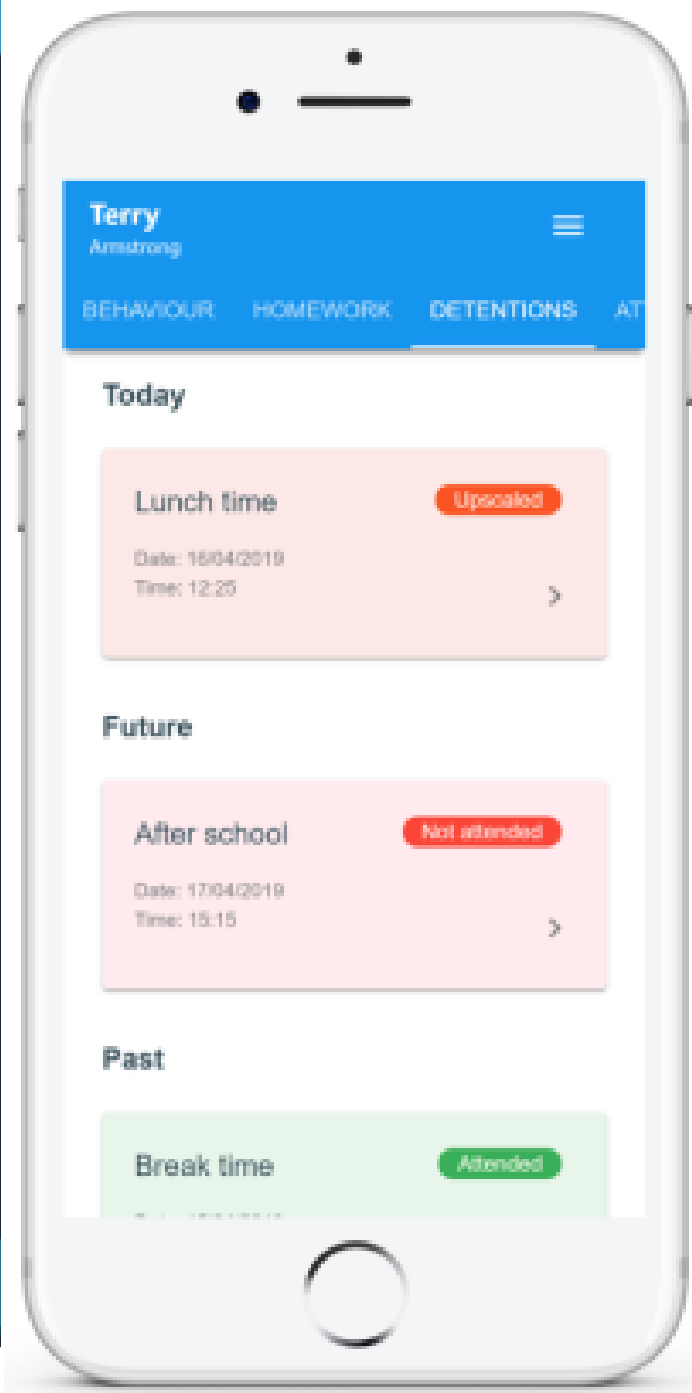 Terry
Armstrong
BEHAVIOUR HOMEWORK DETENTIONS AT
Today
Lunch time Upscaled
Date: 16/04/2019
Time: 12:25
Future
After school Not attended
Date: 17/04/2019
Time: 15:15
Past
Break time Attended